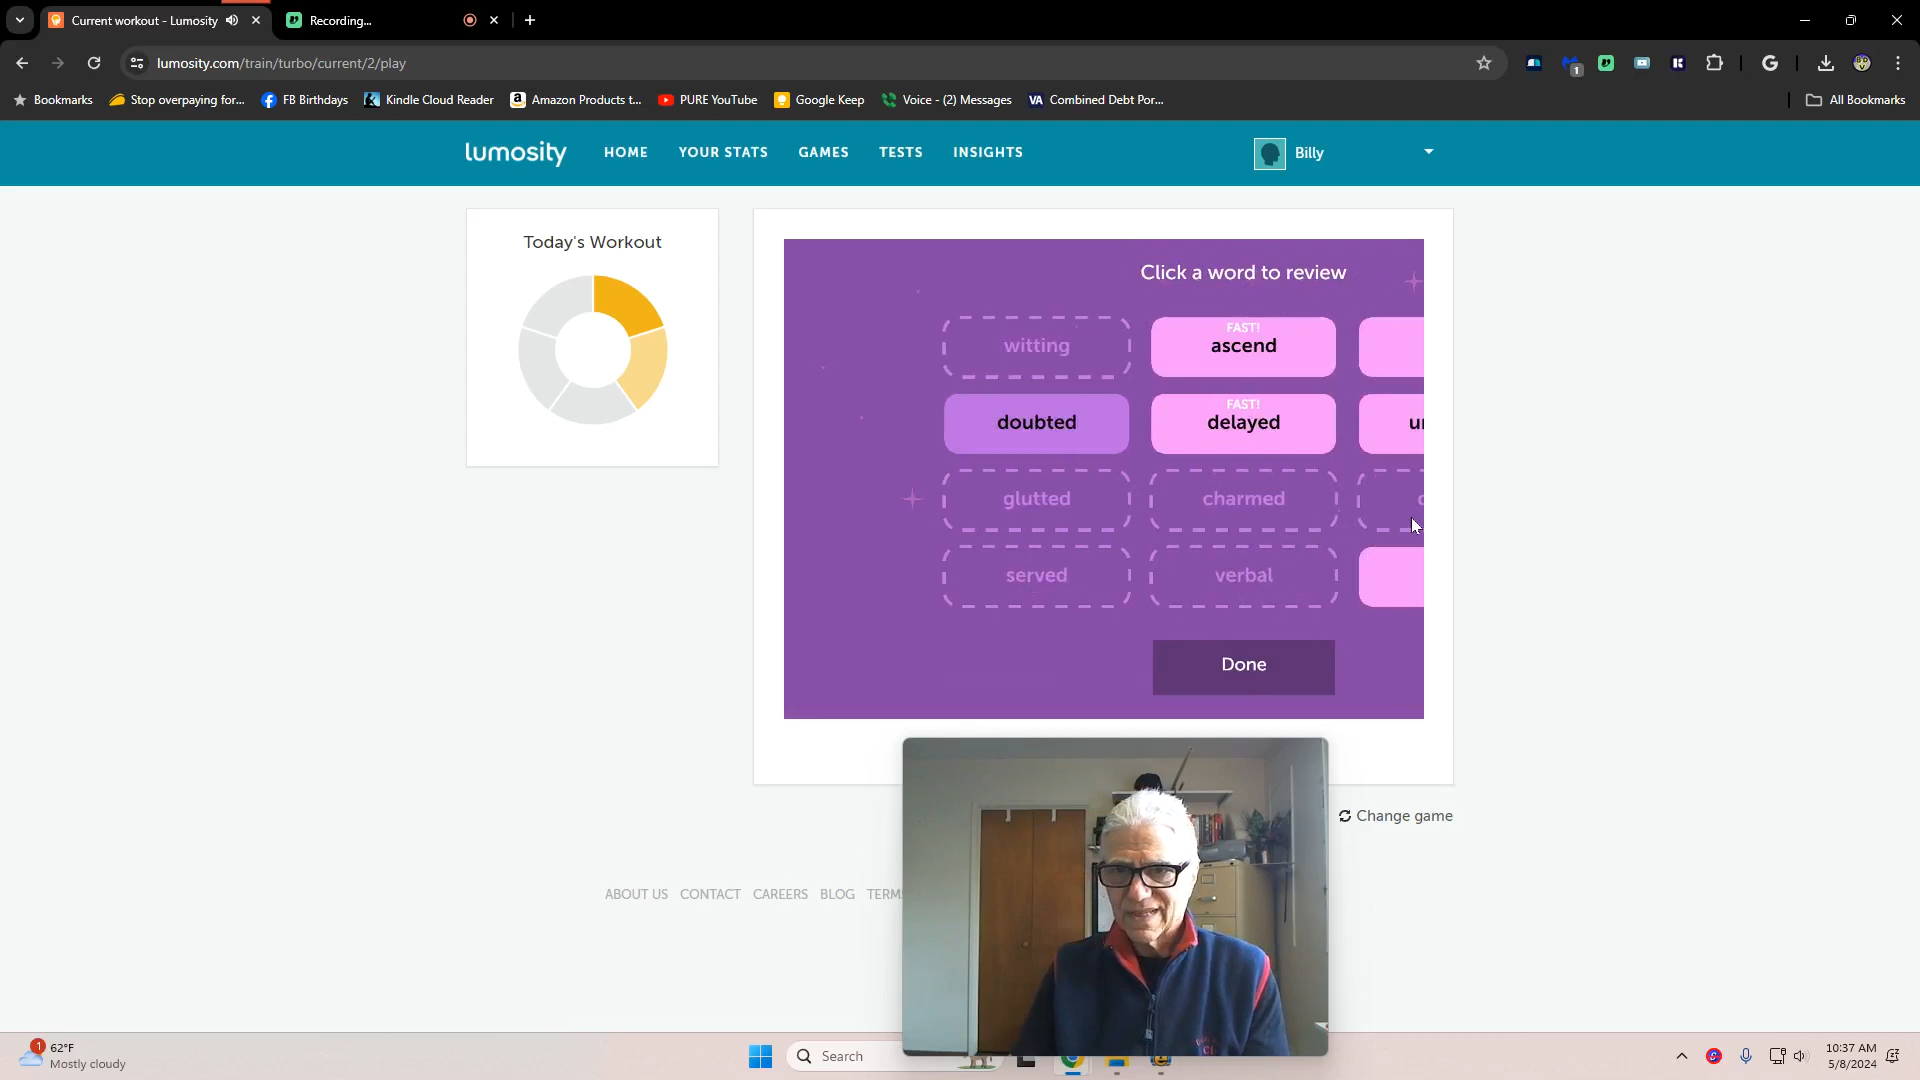 Current workout - Lumosity
Recording...
lumosity.com/train/turbo/current/2/play
1
Bookmarks
Stop overpaying for...
FB Birthdays
Kindle Cloud Reader
Amazon Products t...
PURE YouTube
Google Keep
Voice - (2) Messages
VA Combined Debt Por...
All Bookmarks
lumosity
HOME
YOUR STATS
GAMES
TESTS
INSIGHTS
Billy
Today's Workout
Click a word to review
witting
FAST!
ascend
doubted
FAST!
delayed
glutted
charmed
served
verbal
Done
Change game
ABOUT US
CONTACT
CAREERS
BLOG
1
62°F
Mostly cloudy
Search
10:37 AM
5/8/2024